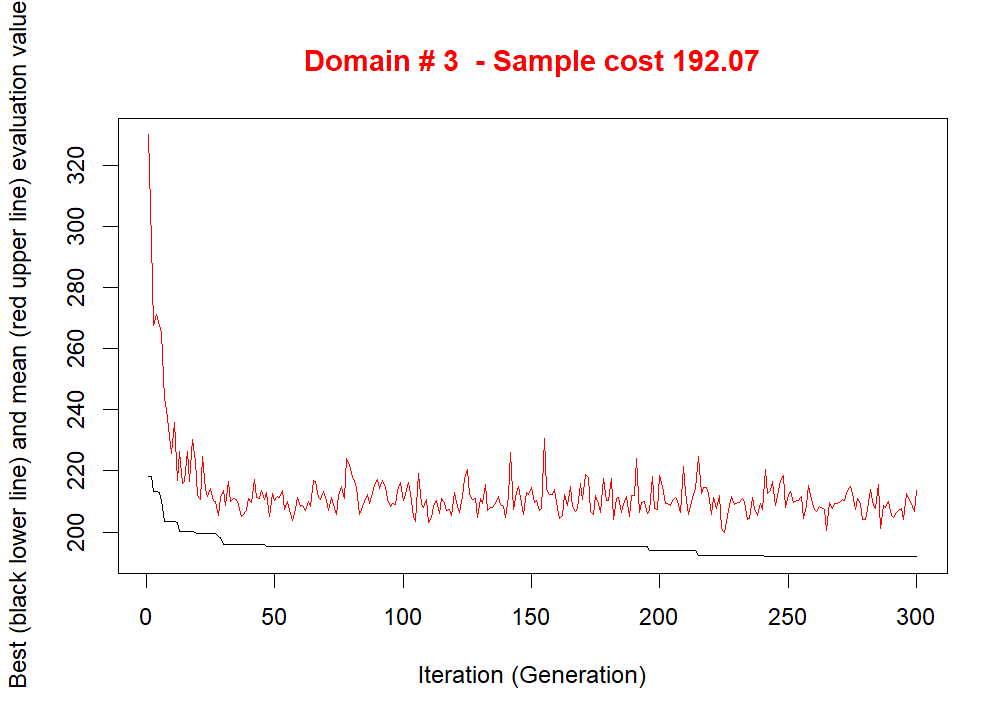 Domain # 3  - Sample cost 192.07
Best (black lower line) and mean (red upper line) evaluation value
320
300
280
260
240
220
200
0 50 100 150 200 250 300
Iteration (Generation)